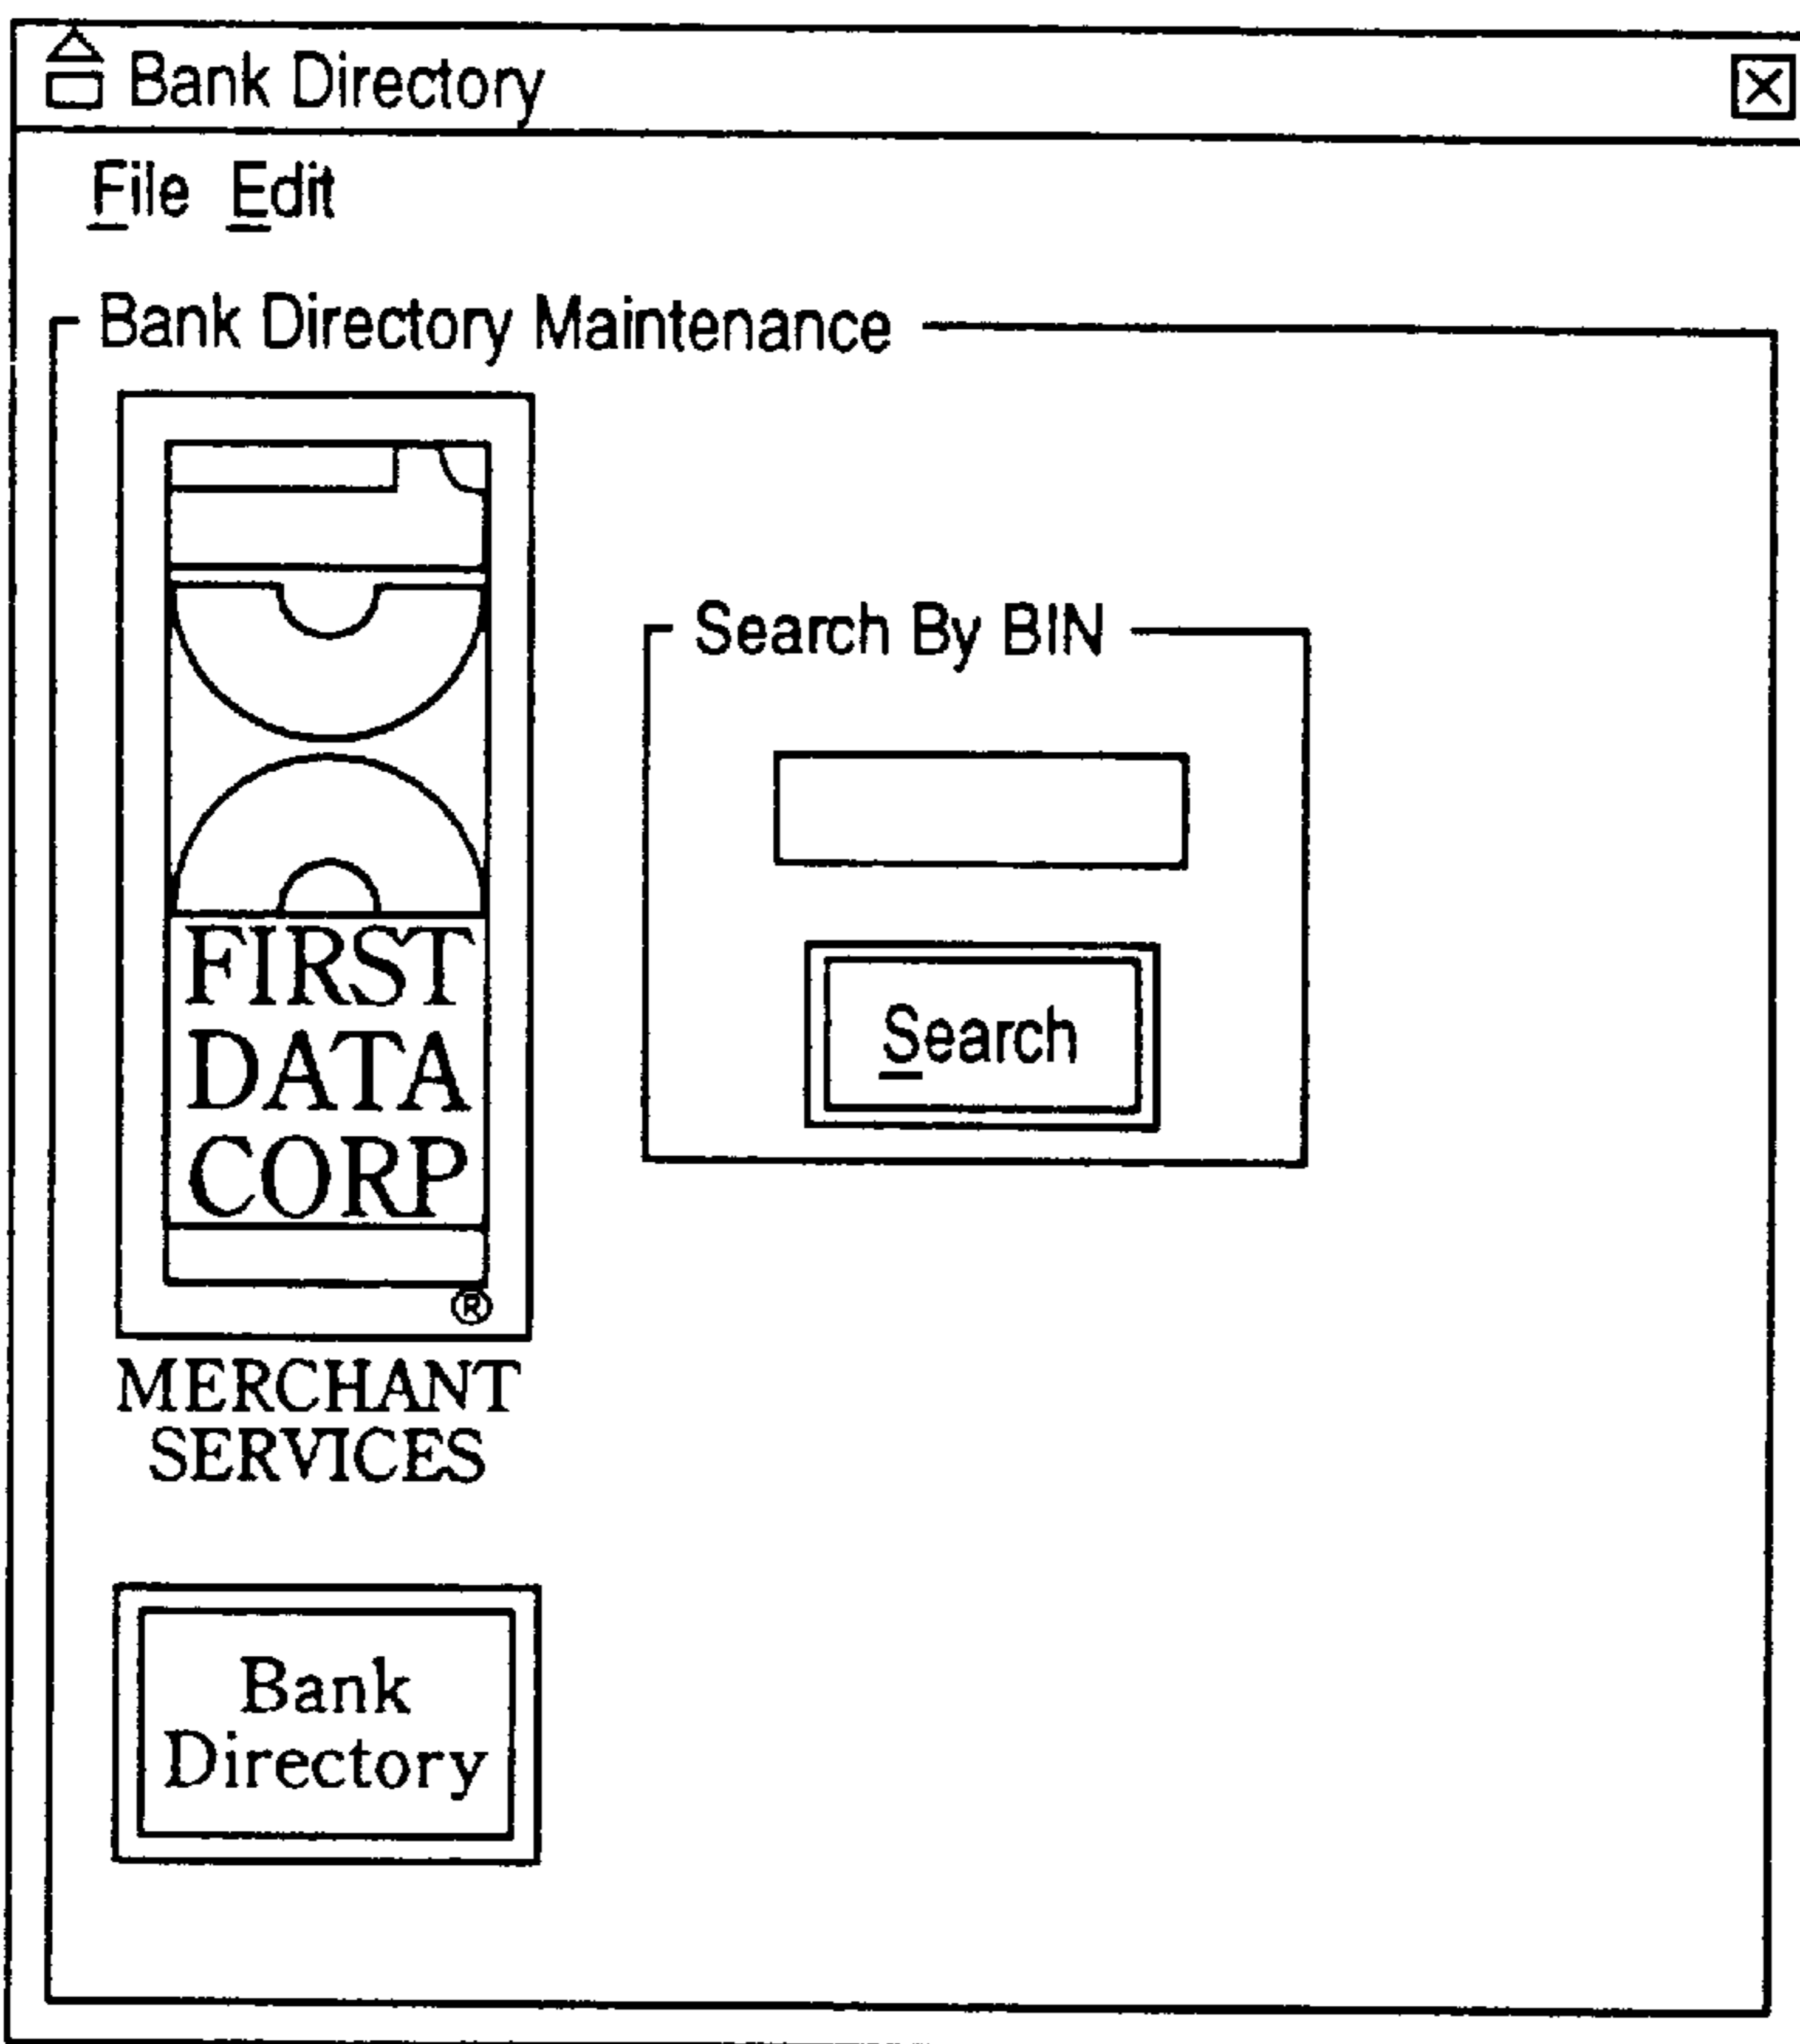 Bank Directory
File Edit
Bank Directory Maintenance
Search By BIN
Search
FIRST
DATA
CORP
®
MERCHANT
SERVICES
Bank
Directory